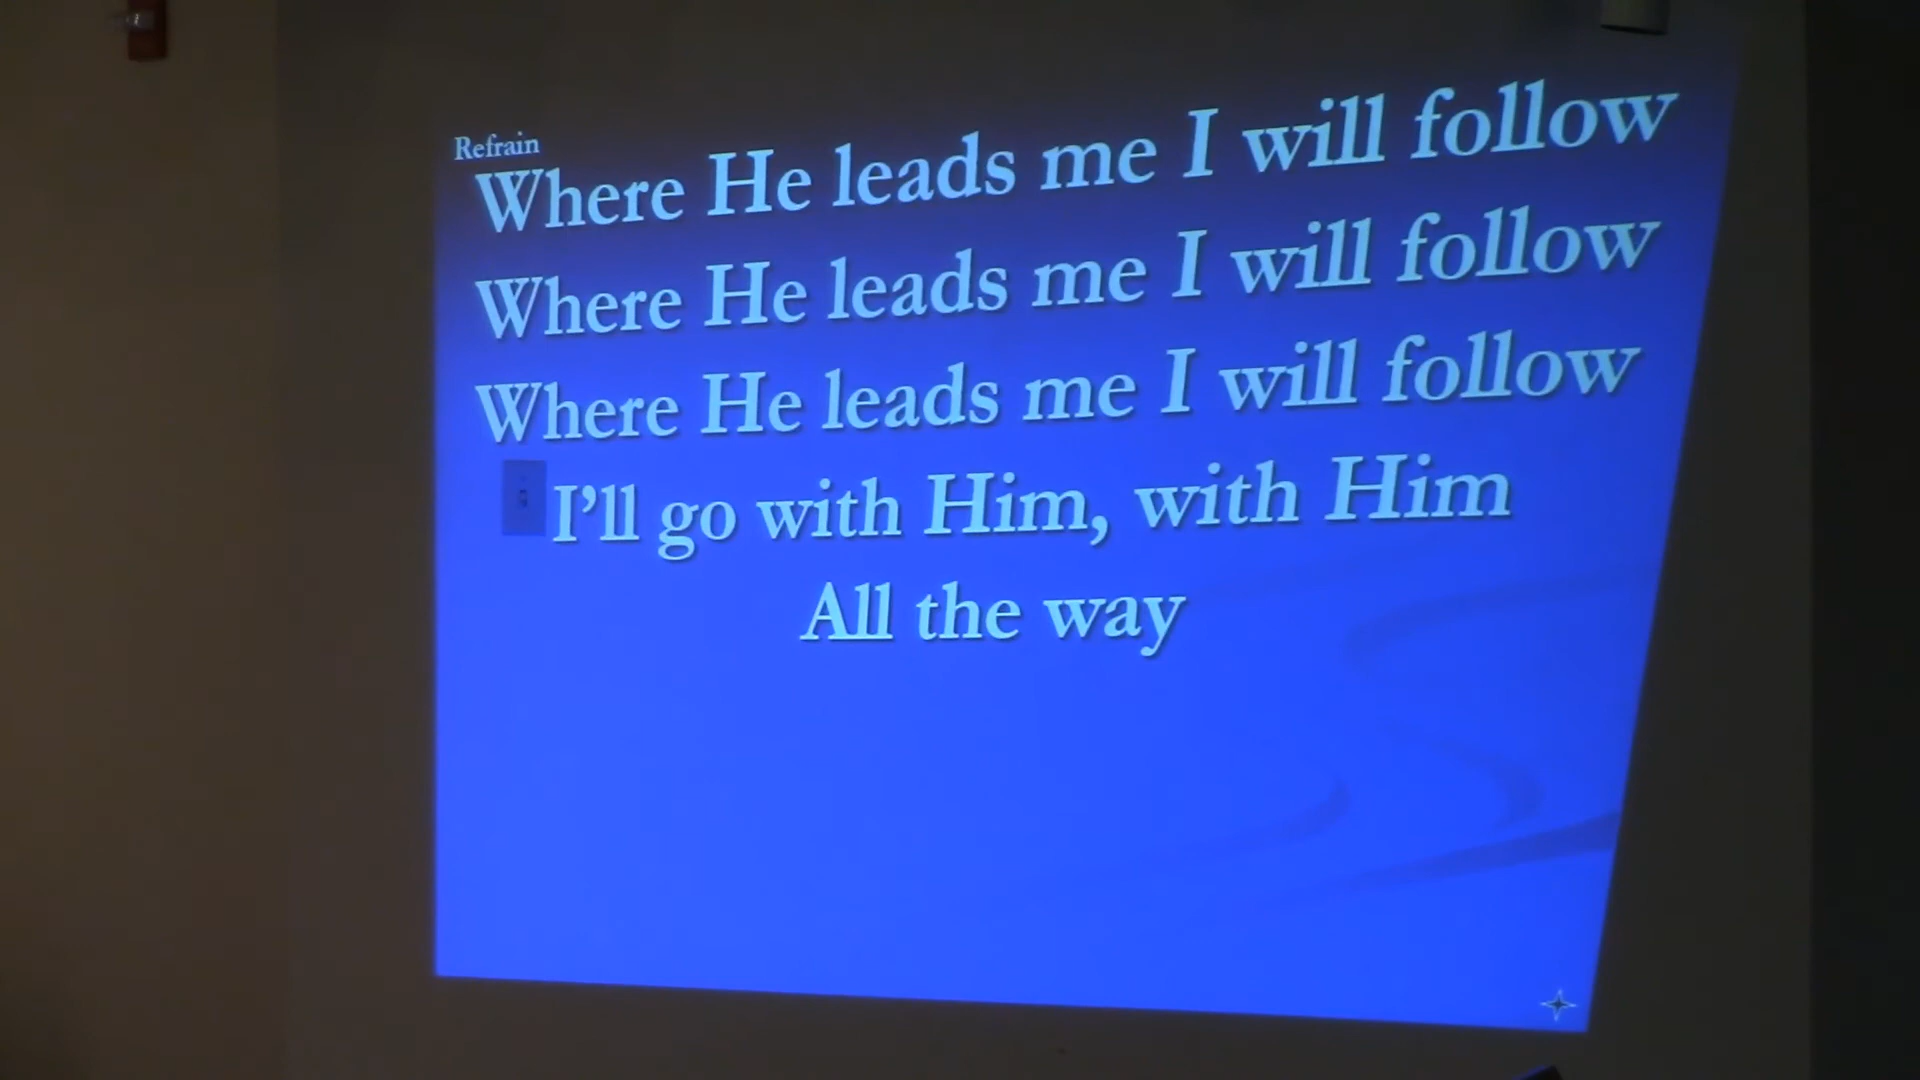 Refrain
Where He leads me I will follow
Where He leads me I will follow
Where He leads me I will follow
I’ll go with Him, with Him
All the way